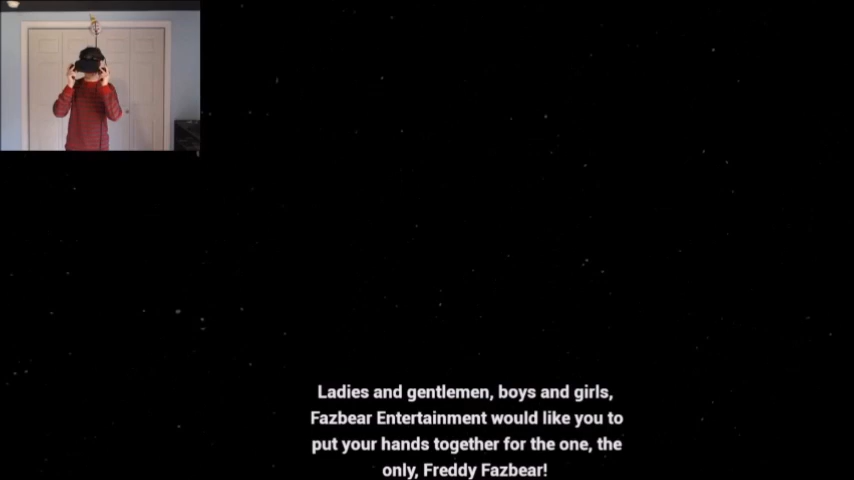 Ladies and gentlemen, boys and girls,
Fazbear Entertainment would like you to
put your hands together for the one, the
only, Freddy Fazbear!